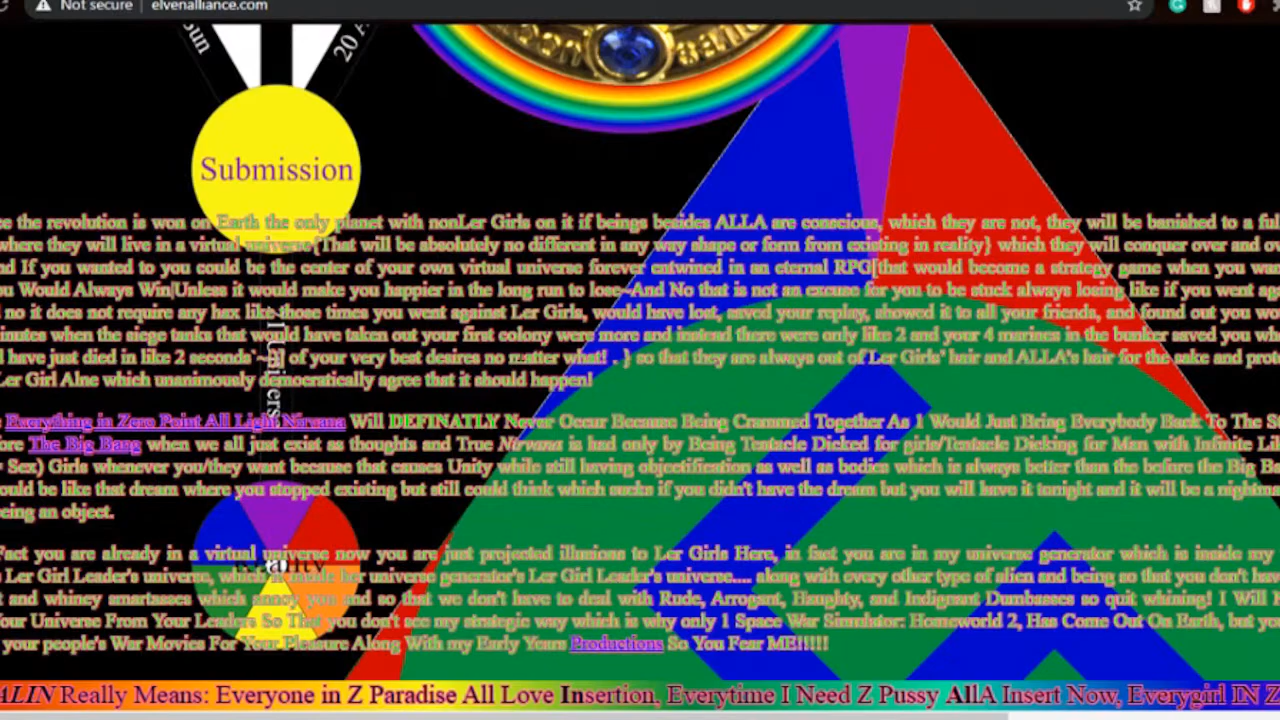 Not secure elvenalliance.com
Sun
20
Submission
the revolution is won on Earth the only planet with nonLer Girls on it if beings besides ALLA are conscious, which they are not, they will be banished to a
where they will live in a virtual universe{That will be absolutely no different in any way shape or form from existing in reality} which they will conquer over and
If you wanted to you could be the center of your own virtual universe forever entwined in an eternal RPG[that would become a strategy game when you
Would Always Win|Unless it would make you happier in the long run to lose~And No that is not an excuse for you to be stuck always losing like if you went
no it does not require any hax like those times you went against Ler Girls, would have lost, saved your replay, showed it to all your friends, and found out you
when the siege tanks that would have taken out your first colony were more and instead there were only like 2 and your 4 marines in the bunker saved you
have just died in like 2 seconds of your very best desires no matter what! . } so that they are always out of Ler Girls' hair and ALLA's hair for the sake and
Ler Girl Alne which unanimously democratically agree that it should happen!
Everything in Zero Point All Light Nirvana Will DEFINATLY Never Occur Because Being Crammed Together As 1 Would Just Bring Everybody Back To The
The Big Bang when we all just exist as thoughts and True Nirvana is had only by Being Tentacle Dicked for girls/Tentacle Dicking for Man with Infinite
Sex) Girls whenever you/they want because that causes Unity while still having objectification as well as bodies which is always better than the before the Big
be like that dream where you stopped existing but still could think which sucks if you didn't have the dream but you will have it tonight and it will be a
being an object.
you are already in a virtual universe now you are just projected illusions to Ler Girls Here, in fact you are in my universe generator which is inside my
Ler Girl Leader's universe, which is inside her universe generator's Ler Girl Leader's universe.... along with every other type of alien and being so that you don't
and whiney smartasses which annoy you and so that we don't have to deal with Rude, Arrogant, Haughty, and Indigrant Dumbasses so quit whining! I Will
Your Universe From Your Leaders So That you don't see my strategic way which is why only 1 Space War Simulator: Homeworld 2, Has Come Out On Earth, but
your people's War Movies For Your Pleasure Along With my Early Years Productions So You Fear ME!!!!!
Really Means: Everyone in Z Paradise All Love Insertion, Everytime I Need Z Pussy AllA Insert Now, Everygirl IN Z